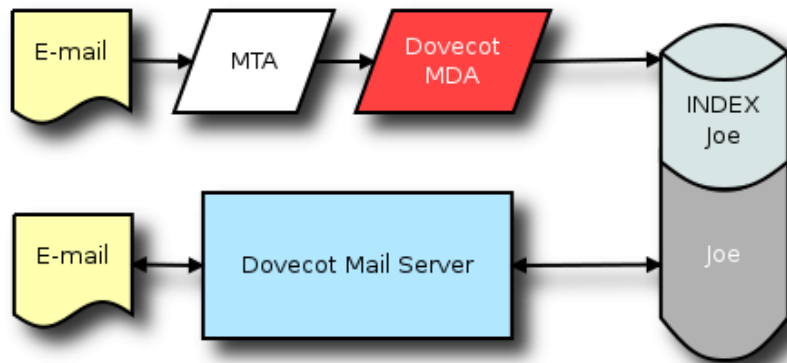 E-mail
MTA
Dovecot
MDA
INDEX
Joe
E-mail
Dovecot Mail Server
Joe